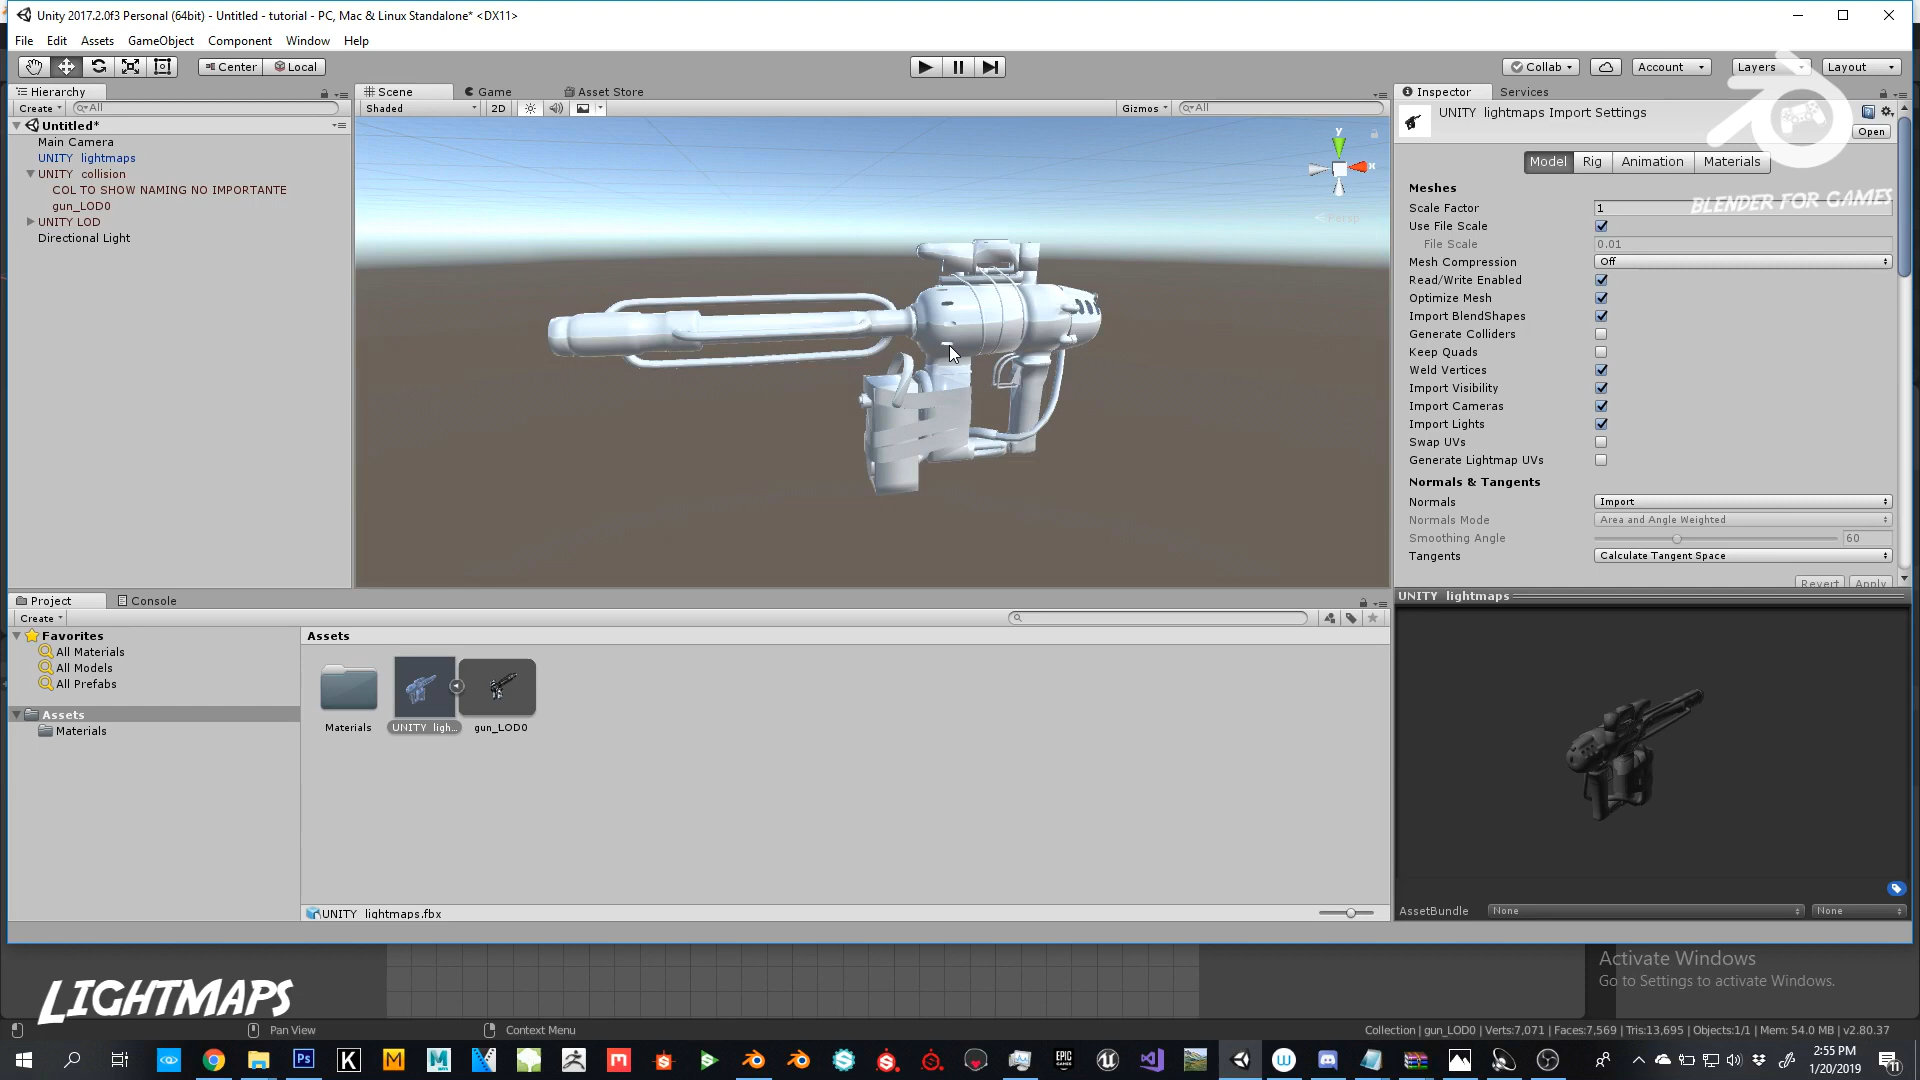 Unity 2017.2.0f3 Personal (64bit) - Untitled - tutorial - PC, Mac & Linux Standalone* <DX11>
File Edit Assets GameObject Component Window Help
Center Local Collab Account Layers Layout
Hierarchy
Create All
Untitled*
Main Camera
UNITY lightmaps
UNITY collision
COL TO SHOW NAMING NO IMPORTANTE
gun_LOD0
UNITY LOD
Directional Light
Scene Game Asset Store
Shaded 2D Gizmos All
y
x
Persp
Inspector Services
UNITY lightmaps Import Settings
Open
Model Rig Animation Materials
BLENDER FOR GAMES
Meshes
Scale Factor 1
Use File Scale
File Scale 0.01
Mesh Compression Off
Read/Write Enabled
Optimize Mesh
Import BlendShapes
Generate Colliders
Keep Quads
Weld Vertices
Import Visibility
Import Cameras
Import Lights
Swap UVs
Generate Lightmap UVs
Normals & Tangents
Normals Import
Normals Mode Area and Angle Weighted
Smoothing Angle 60
Tangents Calculate Tangent Space
Revert Apply
UNITY lightmaps
AssetBundle None None
Project Console
Create
Favorites
All Materials
All Models
All Prefabs
Assets
Materials
Assets
Materials UNITY ligh... gun_LOD0
UNITY lightmaps.fbx
Activate Windows
Go to Settings to activate Windows.
LIGHTMAPS
Pan View Context Menu
Collection | gun_LOD0 | Verts:7,071 | Faces:7,569 | Tris:13,695 | Objects:1/1 | Mem: 54.0 MB | v2.80.37
2:55 PM
1/20/2019